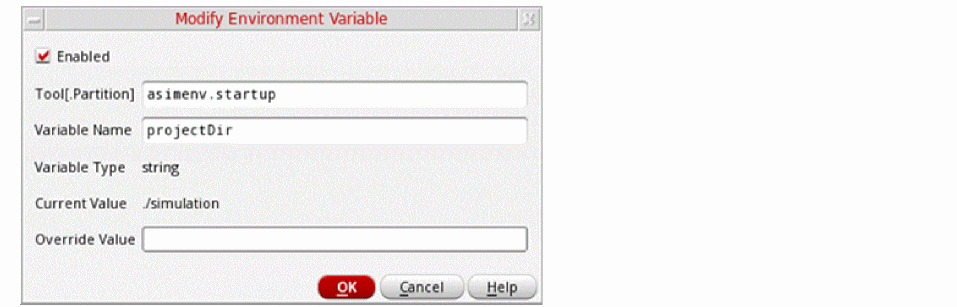 Modify Environment Variable
Enabled
Tool[.Partition] asimenv.startup
Variable Name projectDir
Variable Type string
Current Value ./simulation
Override Value
OK Cancel Help